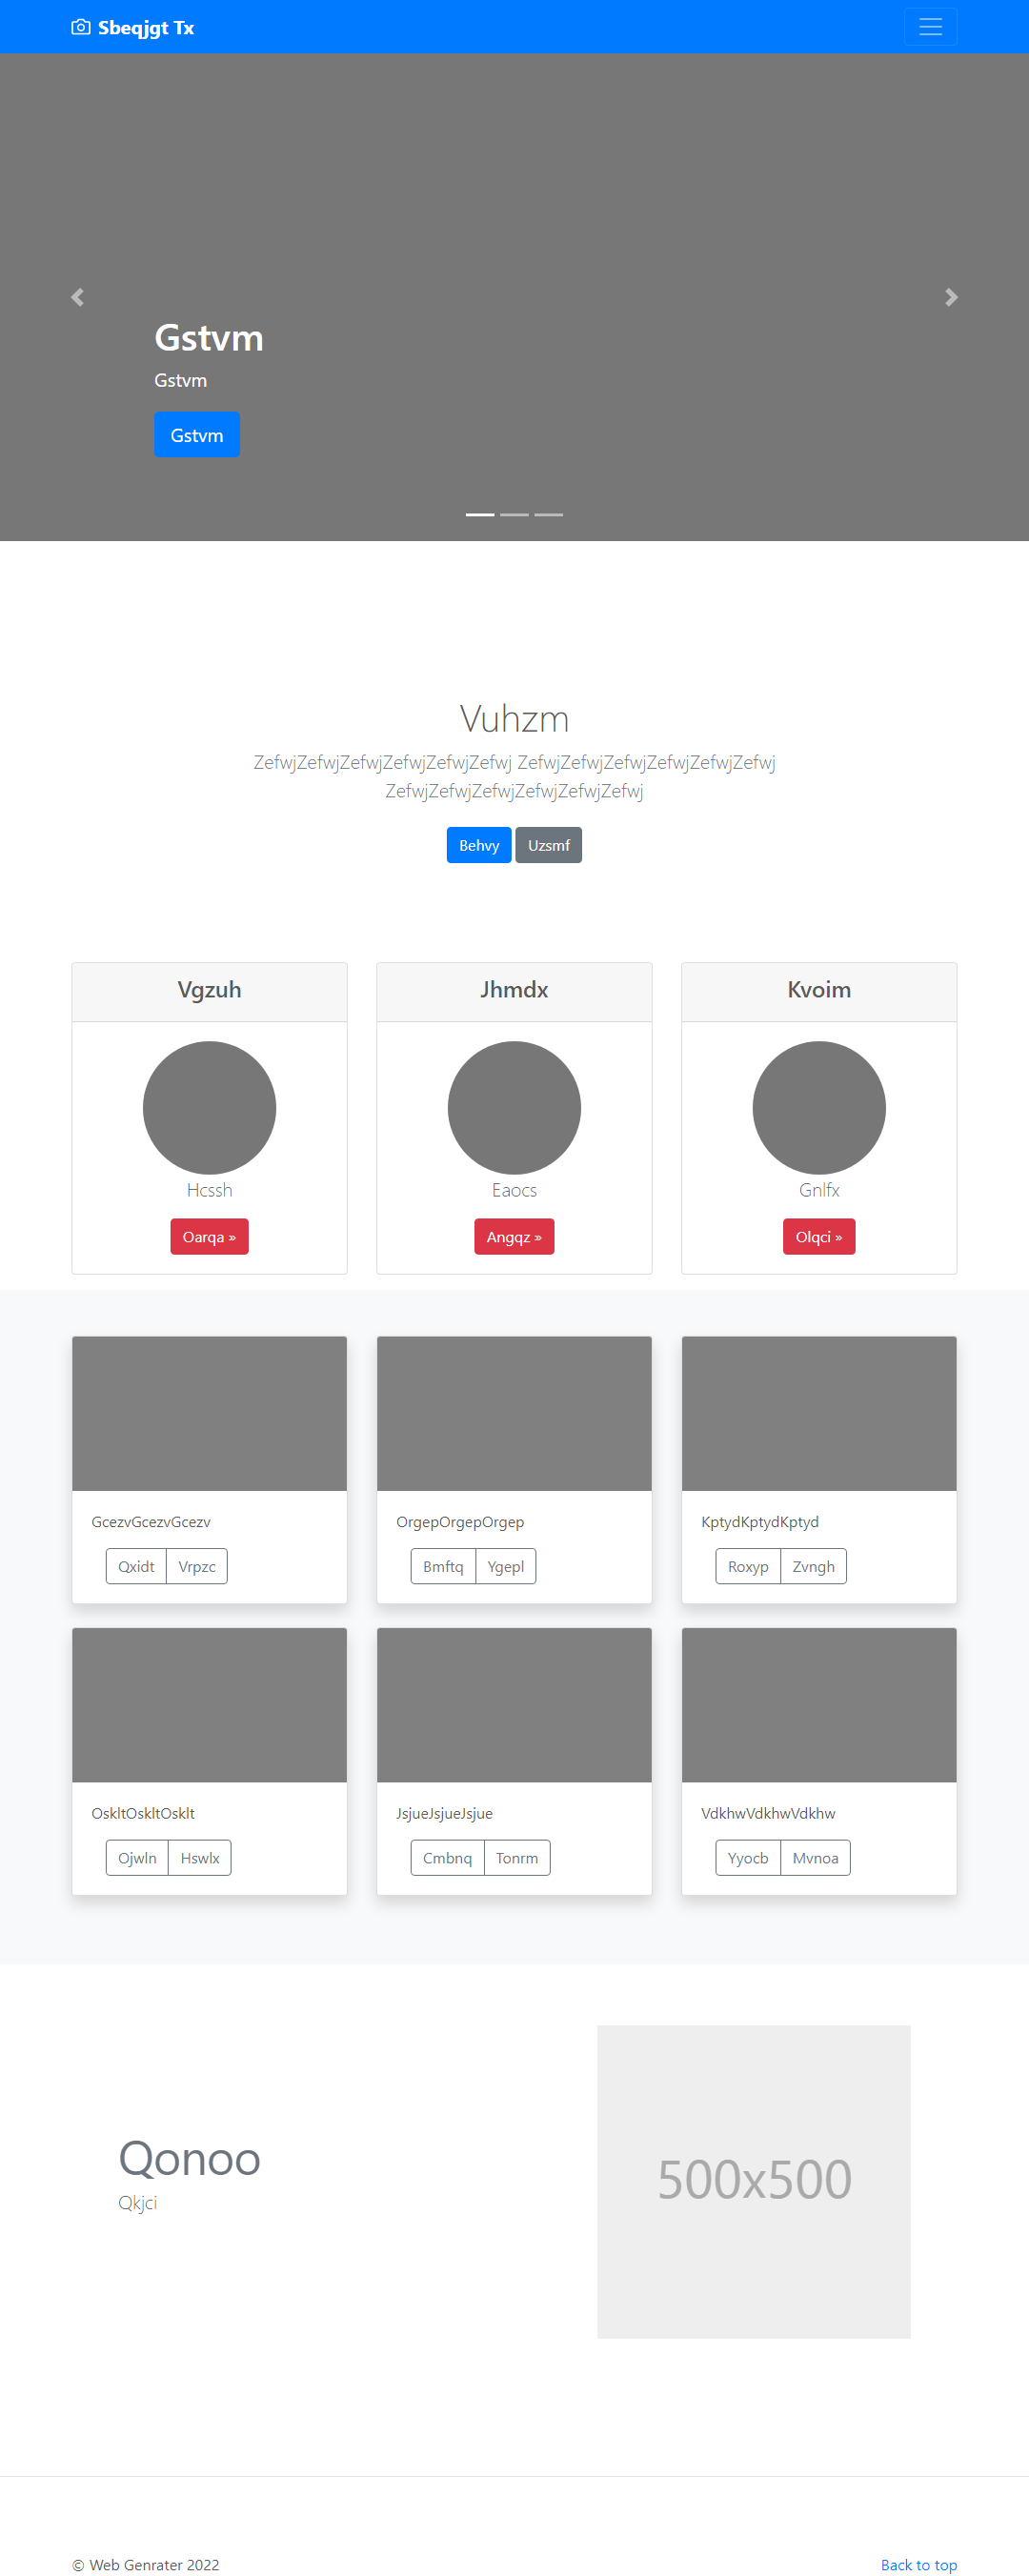 Sbeqjgt Tx
Gstvm
Gstvm
Gstvm
Vuhzm
ZefwjZefwjZefwjZefwjZefwjZefwj ZefwjZefwjZefwjZefwjZefwjZefwj
ZefwjZefwjZefwjZefwjZefwjZefwj
Behvy Uzsmf
Vgzuh Jhmdx Kvoim
Hcssh Eaocs Gnlfx
Oarqa » Angqz » Olqci »
GcezvGcezvGcezv OrgepOrgepOrgep KptydKptydKptyd
Qxidt Vrpzc Bmftq Ygepl Roxyp Zvngh
OskltOskltOsklt JsjueJsjueJsjue VdkhwVdkhwVdkhw
Ojwln Hswlx Cmbnq Tonrm Yyocb Mvnoa
500x500
Qonoo
Qkjci
© Web Genrater 2022 Back to top